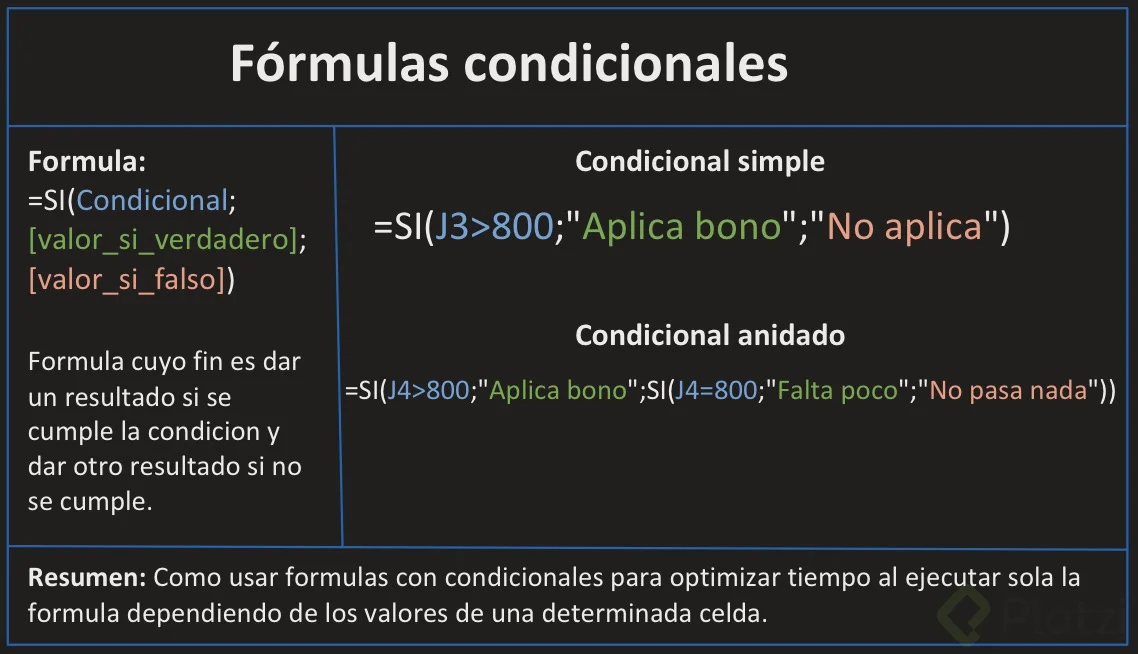 Fórmulas condicionales
Formula:
=SI(Condicional;
[valor_si_verdadero];
[valor_si_falso])
Formula cuyo fin es dar
un resultado si se
cumple la condicion y
dar otro resultado si no
se cumple.
Condicional simple
=SI(J3>800;"Aplica bono";"No aplica")
Condicional anidado
=SI(J4>800;"Aplica bono";SI(J4=800;"Falta poco";"No pasa nada"))
Resumen: Como usar formulas con condicionales para optimizar tiempo al ejecutar sola la
formula dependiendo de los valores de una determinada celda.
Platzi